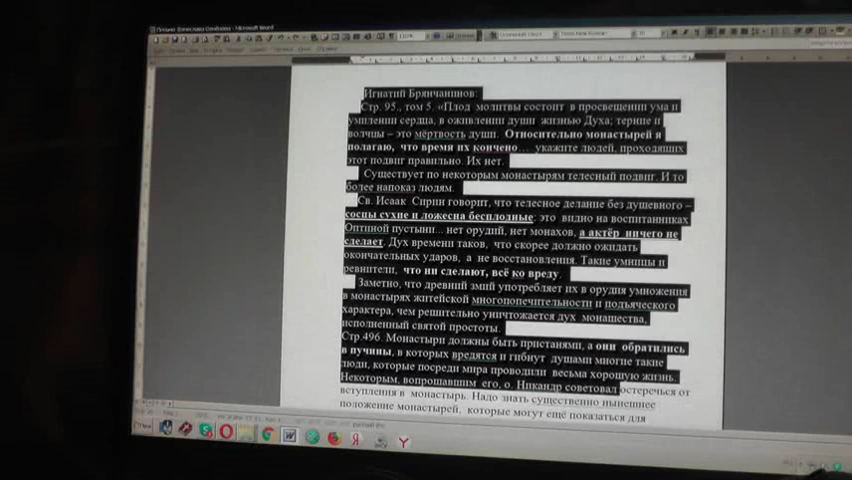 Microsoft Word
110%
Игнатий Брянчанинов:
Стр. 95., том 5. «Плод молитвы состоит в просвещении ума и
умилении сердца, в оживлении души жизнью Духа; терние и
волчцы – это мёртвость души. Относительно монастырей я
полагаю, что время их кончено… укажите людей, проходящих
этот подвиг правильно. Их нет.
Существует по некоторым монастырям телесный подвиг. И то
более напоказ людям.
Св. Исаак Сирин говорит, что телесное делание без душевного –
сосцы сухие и ложесна бесплодные: это видно на воспитанниках
Оптиной пустыни... нет орудий, нет монахов, а актёр ничего не
сделает. Дух времени таков, что скорее должно ожидать
окончательных ударов, а не восстановления. Такие умницы и
ревнители, что ни сделают, всё ко вреду.
Заметно, что древний змий употребляет их в орудия умножения
в монастырях житейской многопопечительности и подъяческого
характера, чем решительно уничтожается дух монашества,
исполненный святой простоты.
Стр.496. Монастыри должны быть пристанями, а они обратились
в пучины, в которых вредятся и гибнут душами многие такие
люди, которые посреди мира проводили весьма хорошую жизнь.
Некоторым, вопрошавшим его, о. Никандр советовал остеречься от
вступления в монастырь. Надо знать существенно нынешнее
положение монастырей, которые могут ещё показаться для